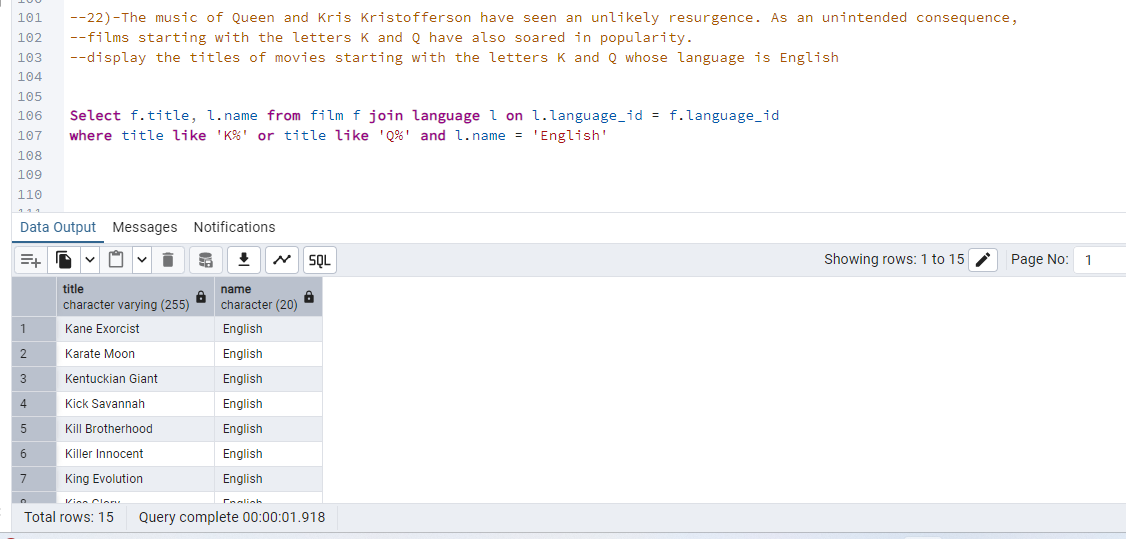 101 --22)-The music of Queen and Kris Kristofferson have seen an unlikely resurgence. As an unintended consequence,
102 --films starting with the letters K and Q have also soared in popularity.
103 --display the titles of movies starting with the letters K and Q whose language is English
104
105
106 Select f.title, l.name from film f join language l on l.language_id = f.language_id
107 where title like 'K%' or title like 'Q%' and l.name = 'English'
108
109
110
Data Output Messages Notifications
SQL Showing rows: 1 to 15 Page No: 1
title name
character varying (255) character (20)
1 Kane Exorcist English
2 Karate Moon English
3 Kentuckian Giant English
4 Kick Savannah English
5 Kill Brotherhood English
6 Killer Innocent English
7 King Evolution English
Total rows: 15 Query complete 00:00:01.918